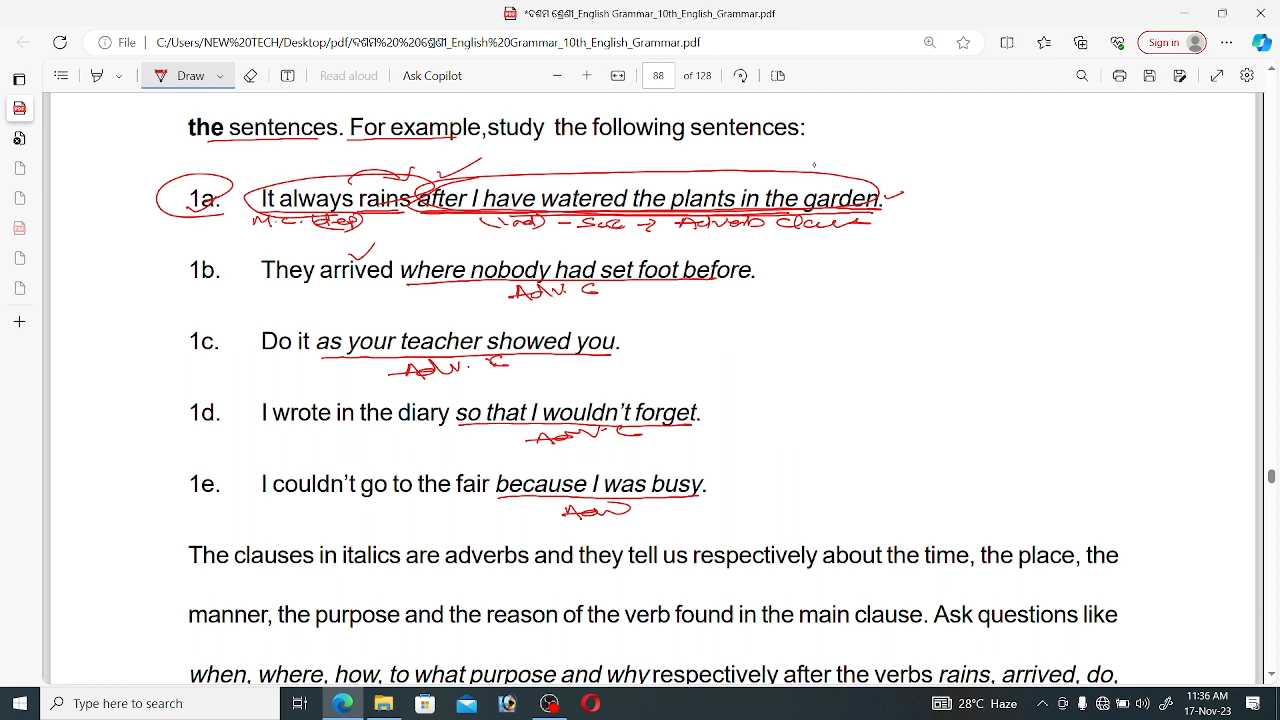 *০৭৪৭ ৫৪১_English Grammar_10th_English_Grammar.pdf
File C:/Users/NEW%20TECH/Desktop/pdf/
_English%20Grammar_10th_English_Grammar.pdf
Sign in
Draw Read aloud Ask Copilot 88 of 128
the sentences. For example,study the following sentences:
1a. It always rains after I have watered the plants in the garden.
M.C. (Ind) - Sub → Adverb Clause
1b. They arrived where nobody had set foot before.
Adv. C
1c. Do it as your teacher showed you.
Adv. C
1d. I wrote in the diary so that I wouldn't forget.
Adv. C
1e. I couldn't go to the fair because I was busy.
Adv
The clauses in italics are adverbs and they tell us respectively about the time, the place, the
manner, the purpose and the reason of the verb found in the main clause. Ask questions like
when, where, how, to what purpose and why respectively after the verbs rains, arrived, do,
Type here to search
28°C Haze
11:36 AM
17-Nov-23